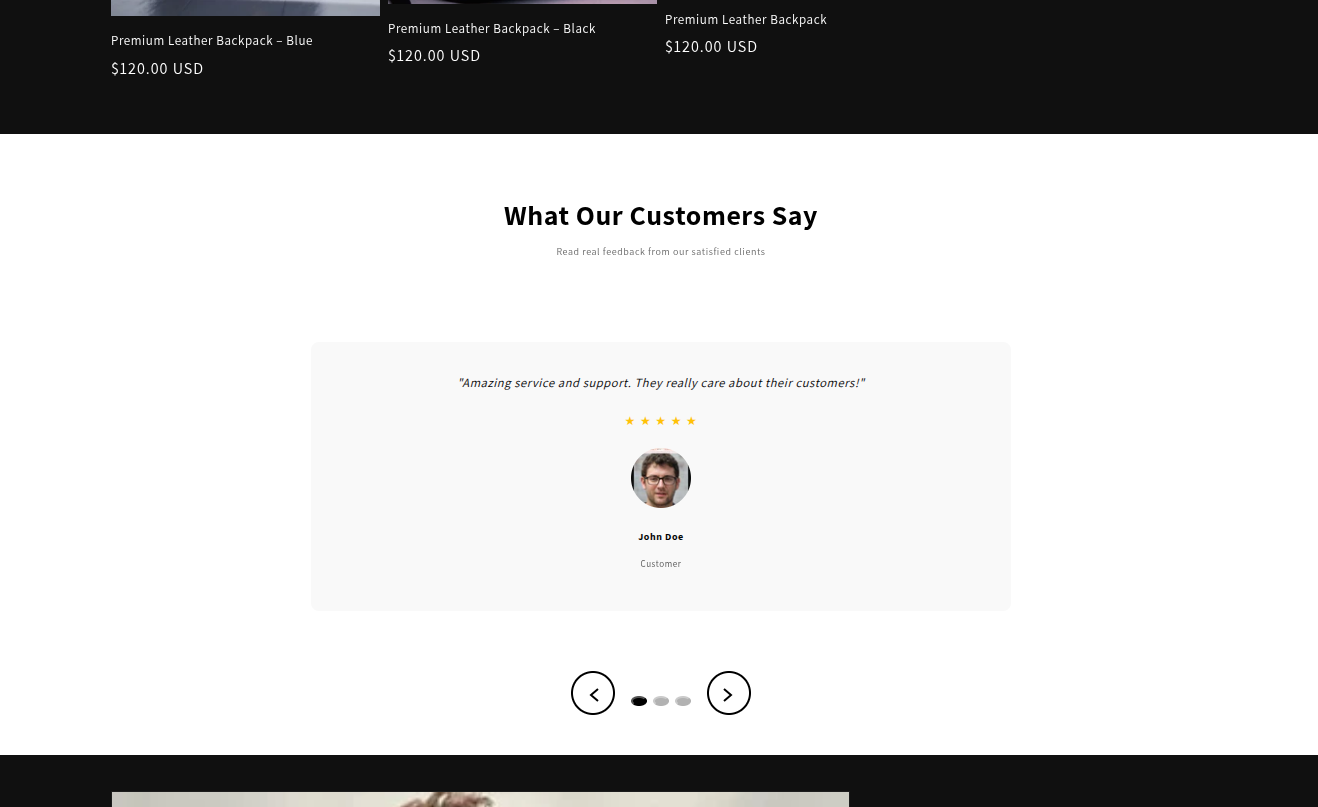 Premium Leather Backpack – Blue
$120.00 USD
Premium Leather Backpack – Black
$120.00 USD
Premium Leather Backpack
$120.00 USD
What Our Customers Say
Read real feedback from our satisfied clients
"Amazing service and support. They really care about their customers!"
★ ★ ★ ★ ★
John Doe
Customer